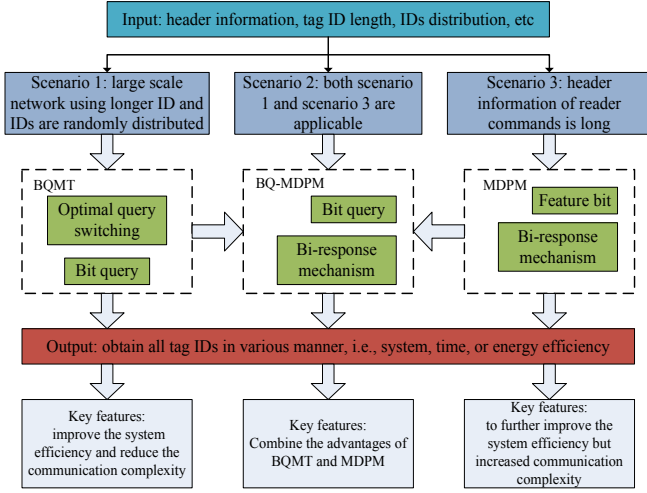 Input: header information, tag ID length, IDs distribution, etc
Scenario 1: large scale
network using longer ID and
IDs are randomly distributed
Scenario 2: both scenario
1 and scenario 3 are
applicable
Scenario 3: header
information of reader
commands is long
BQMT
Optimal query
switching
Bit query
BQ-MDPM
Bit query
Bi-response
mechanism
MDPM
Feature bit
Bi-response
mechanism
Output: obtain all tag IDs in various manner, i.e., system, time, or energy efficiency
Key features:
improve the system
efficiency and reduce the
communication complexity
Key features:
Combine the advantages of
BQMT and MDPM
Key features:
to further improve the
system efficiency but
increased communication
complexity